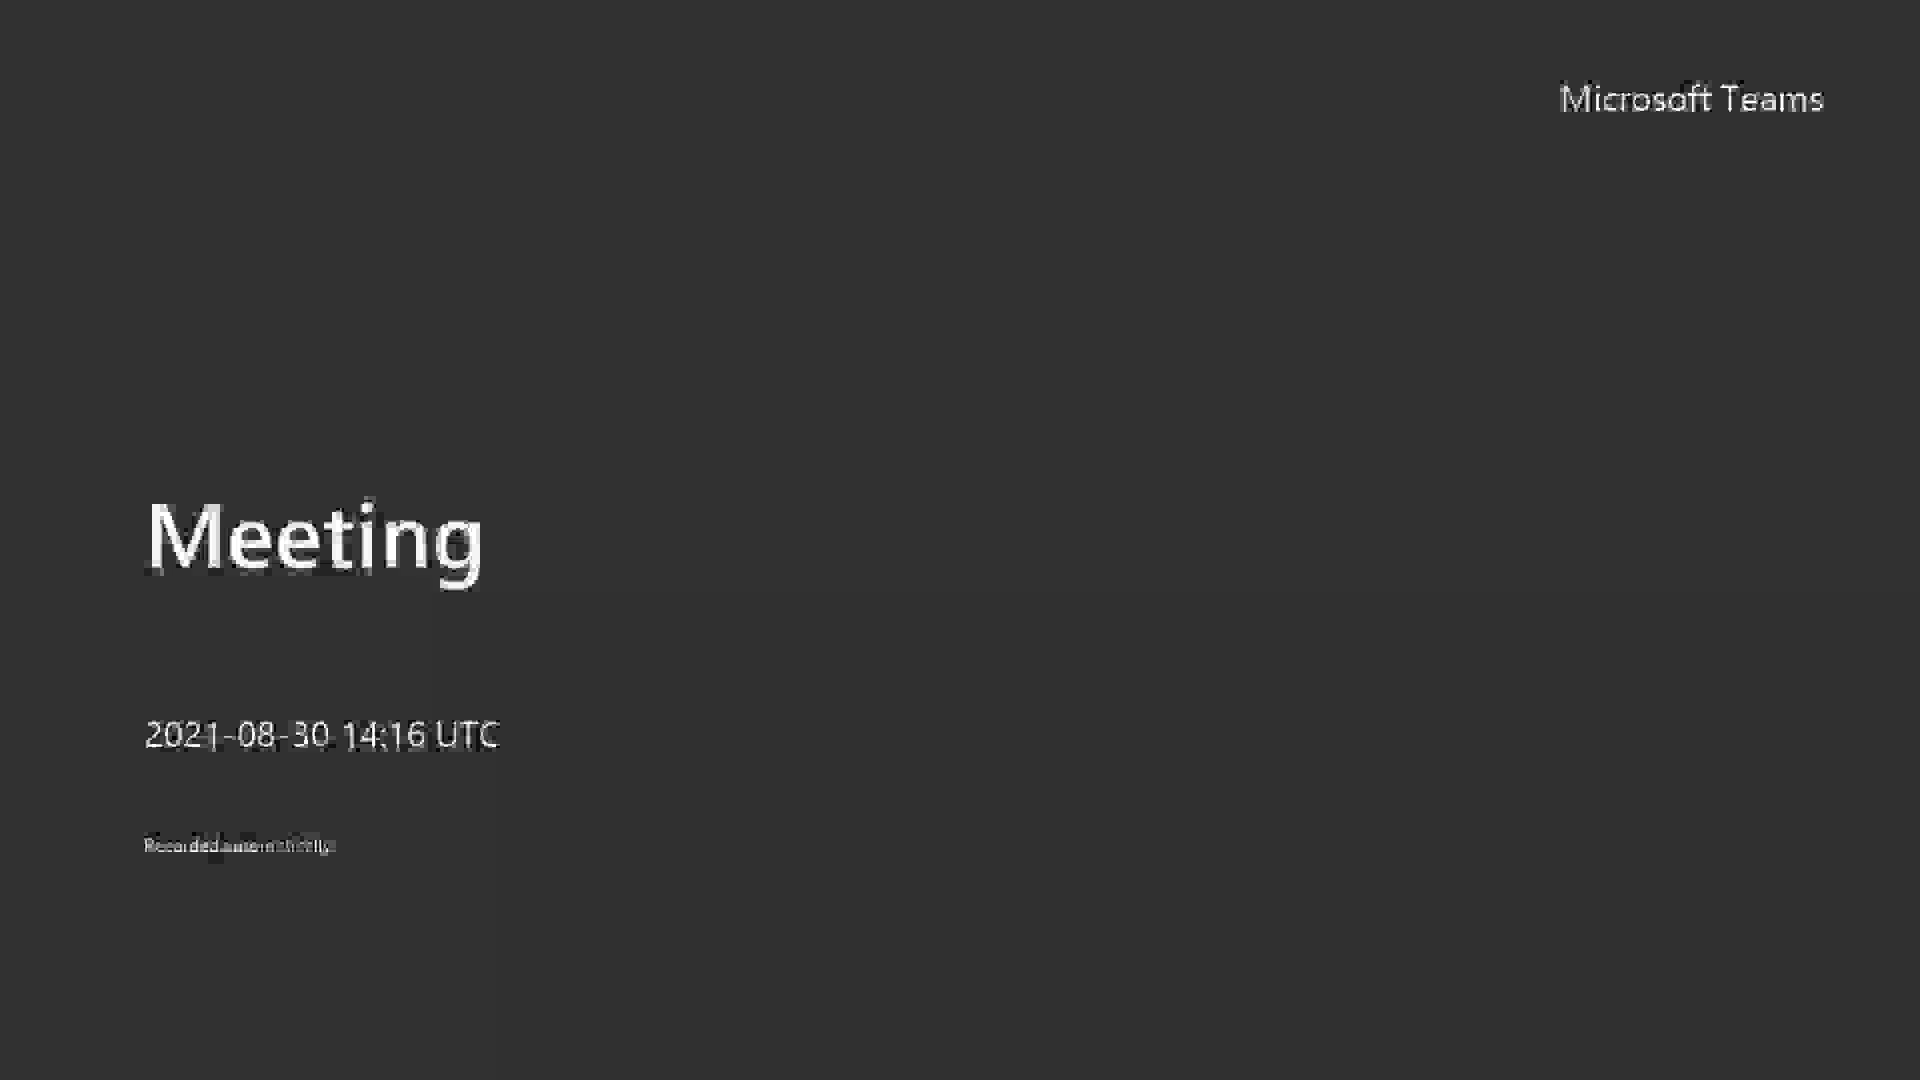 Microsoft Teams
Meeting
2021-08-30 14:16 UTC
Recorded automatically